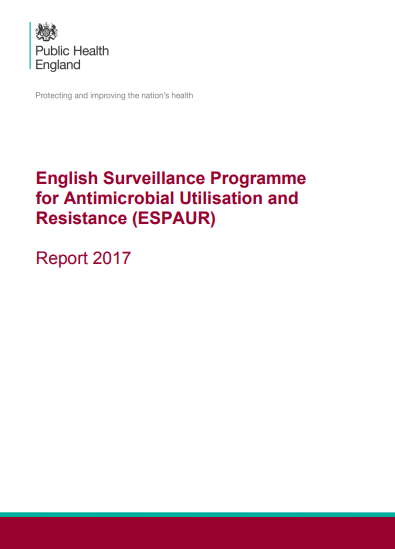 Public Health
England
Protecting and improving the nation's health
English Surveillance Programme
for Antimicrobial Utilisation and
Resistance (ESPAUR)
Report 2017